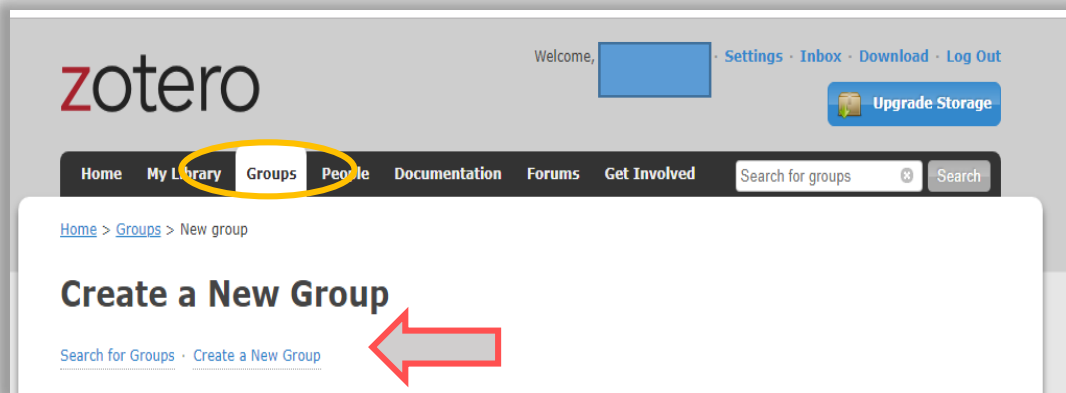 Welcome, · Settings · Inbox · Download · Log Out
zotero
Upgrade Storage
Home My Library Groups People Documentation Forums Get Involved Search for groups Search
Home > Groups > New group
Create a New Group
Search for Groups · Create a New Group